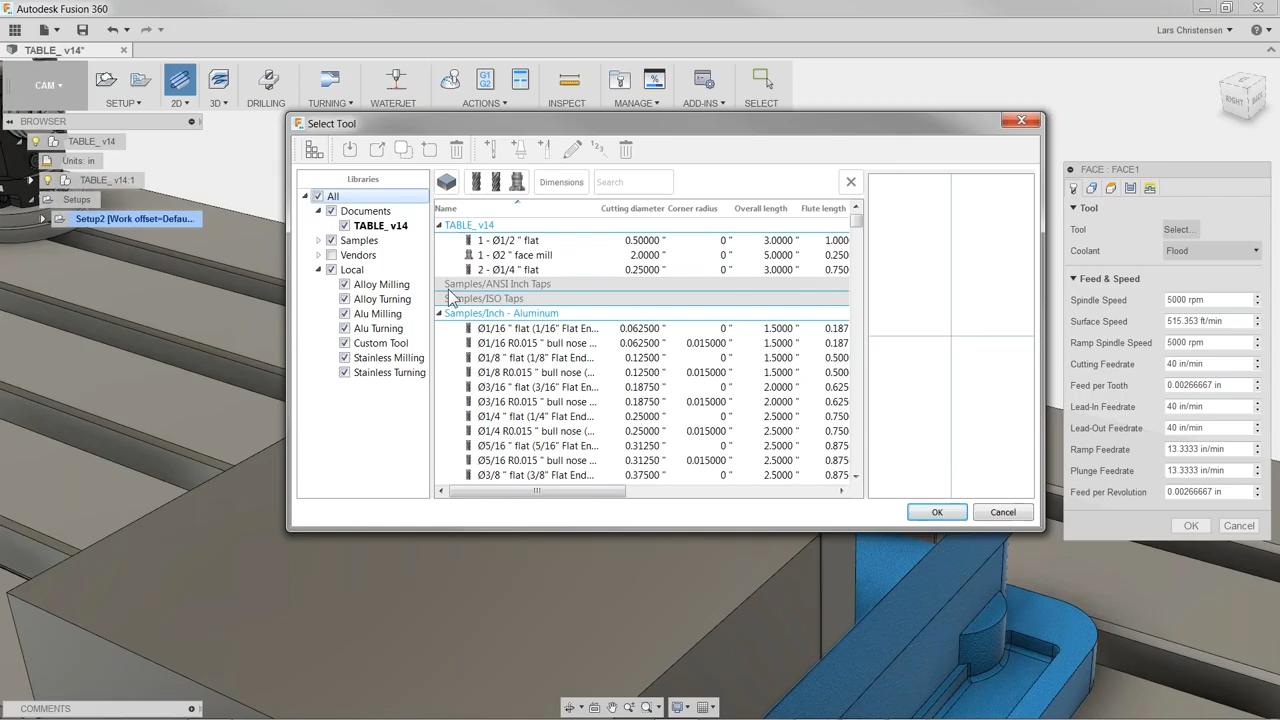 Autodesk Fusion 360
Lars Christensen
TABLE_ v14*
CAM
SETUP
2D
3D
DRILLING
TURNING
WATERJET
ACTIONS
INSPECT
MANAGE
ADD-INS
SELECT
G1
G2
BROWSER
TABLE_ v14
Units: in
TABLE_ v14:1
Setups
Setup2 [Work offset=Defau...
RIGHT
Select Tool
Libraries
Dimensions
Search
All
Documents
TABLE_ v14
Samples
Vendors
Local
Alloy Milling
Alloy Turning
Alu Milling
Alu Turning
Custom Tool
Stainless Milling
Stainless Turning
Name Cutting diameter Corner radius Overall length Flute length
TABLE_ v14
1 - Ø1/2 " flat 0.50000 " 0 " 3.0000 " 1.000
1 - Ø2 " face mill 2.0000 " 0 " 5.0000 " 0.250
2 - Ø1/4 " flat 0.25000 " 0 " 3.0000 " 0.750
Samples/ANSI Inch Taps
Samples/ISO Taps
Samples/Inch - Aluminum
Ø1/16 " flat (1/16" Flat En... 0.062500 " 0 " 1.5000 " 0.187
Ø1/16 R0.015 " bull nose ... 0.062500 " 0.015000 " 1.5000 " 0.187
Ø1/8 " flat (1/8" Flat End... 0.12500 " 0 " 1.5000 " 0.500
Ø1/8 R0.015 " bull nose (... 0.12500 " 0.015000 " 1.5000 " 0.500
Ø3/16 " flat (3/16" Flat En... 0.18750 " 0 " 2.0000 " 0.625
Ø3/16 R0.015 " bull nose ... 0.18750 " 0.015000 " 2.0000 " 0.625
Ø1/4 " flat (1/4" Flat End... 0.25000 " 0 " 2.5000 " 0.750
Ø1/4 R0.015 " bull nose (... 0.25000 " 0.015000 " 2.5000 " 0.750
Ø5/16 " flat (5/16" Flat En... 0.31250 " 0 " 2.5000 " 0.875
Ø5/16 R0.015 " bull nose ... 0.31250 " 0.015000 " 2.5000 " 0.875
Ø3/8 " flat (3/8" Flat End... 0.37500 " 0 " 2.5000 " 0.875
OK
Cancel
FACE : FACE1
Tool
Tool Select...
Coolant Flood
Feed & Speed
Spindle Speed 5000 rpm
Surface Speed 515.353 ft/min
Ramp Spindle Speed 5000 rpm
Cutting Feedrate 40 in/min
Feed per Tooth 0.00266667 in
Lead-In Feedrate 40 in/min
Lead-Out Feedrate 40 in/min
Ramp Feedrate 13.3333 in/min
Plunge Feedrate 13.3333 in/min
Feed per Revolution 0.00266667 in
OK
Cancel
COMMENTS